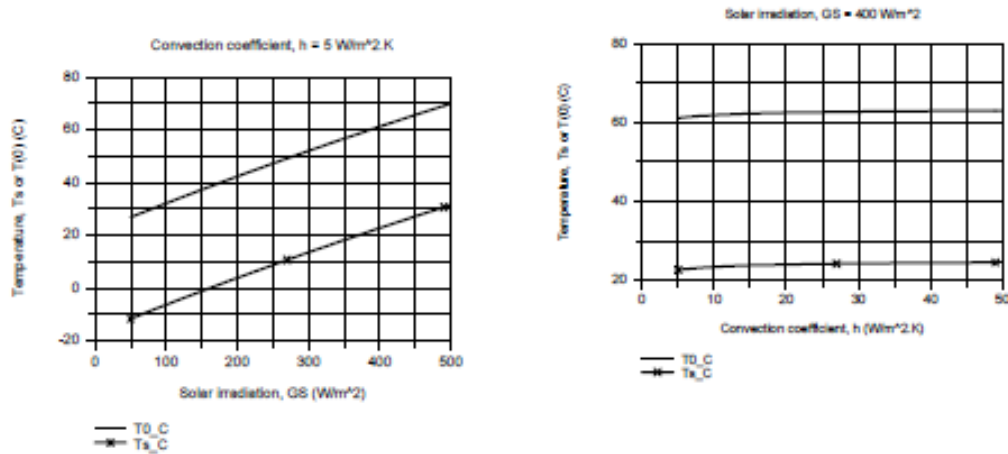 Convection coefficient, h = 5 W/m^2.K
Temperature, Ts or T(0) (C)
80
60
40
20
0
-20
0 100 200 300 400 500
Solar irradiation, GS (W/m^2)
T0_C
Ts_C
Solar irradiation, GS = 400 W/m^2
Temperature, Ts or T(0) (C)
80
60
40
20
0 10 20 30 40 50
Convection coefficient, h (W/m^2.K)
T0_C
Ts_C